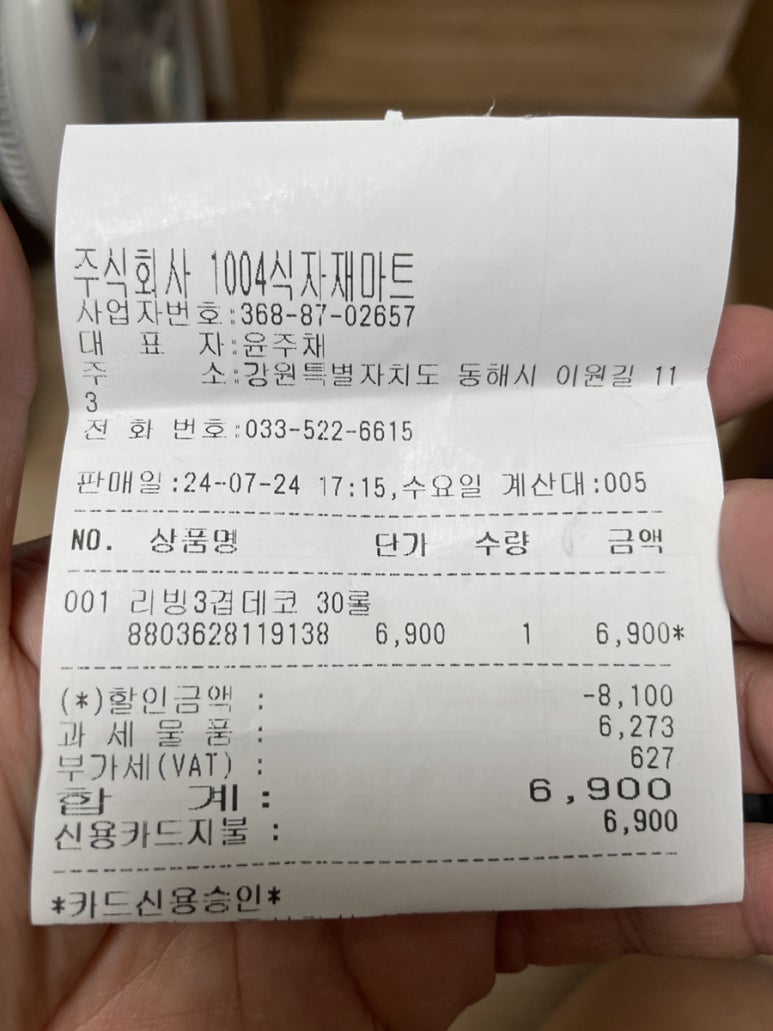 주식회사 1004식자재마트
사업자번호:368-87-02657
대 표 자:윤주채
주 소:강원특별자치도 동해시 이원길 11
3
전 화 번호:033-522-6615
판매일:24-07-24 17:15,수요일 계산대:005
NO. 상품명 단가 수량 금액
001 리빙3겹데코 30롤
8803628119138 6,900 1 6,900*
(*)할인금액 : -8,100
과 세 물 품 : 6,273
부가세(VAT) : 627
합 계 : 6,900
신용카드지불 : 6,900
*카드신용승인*